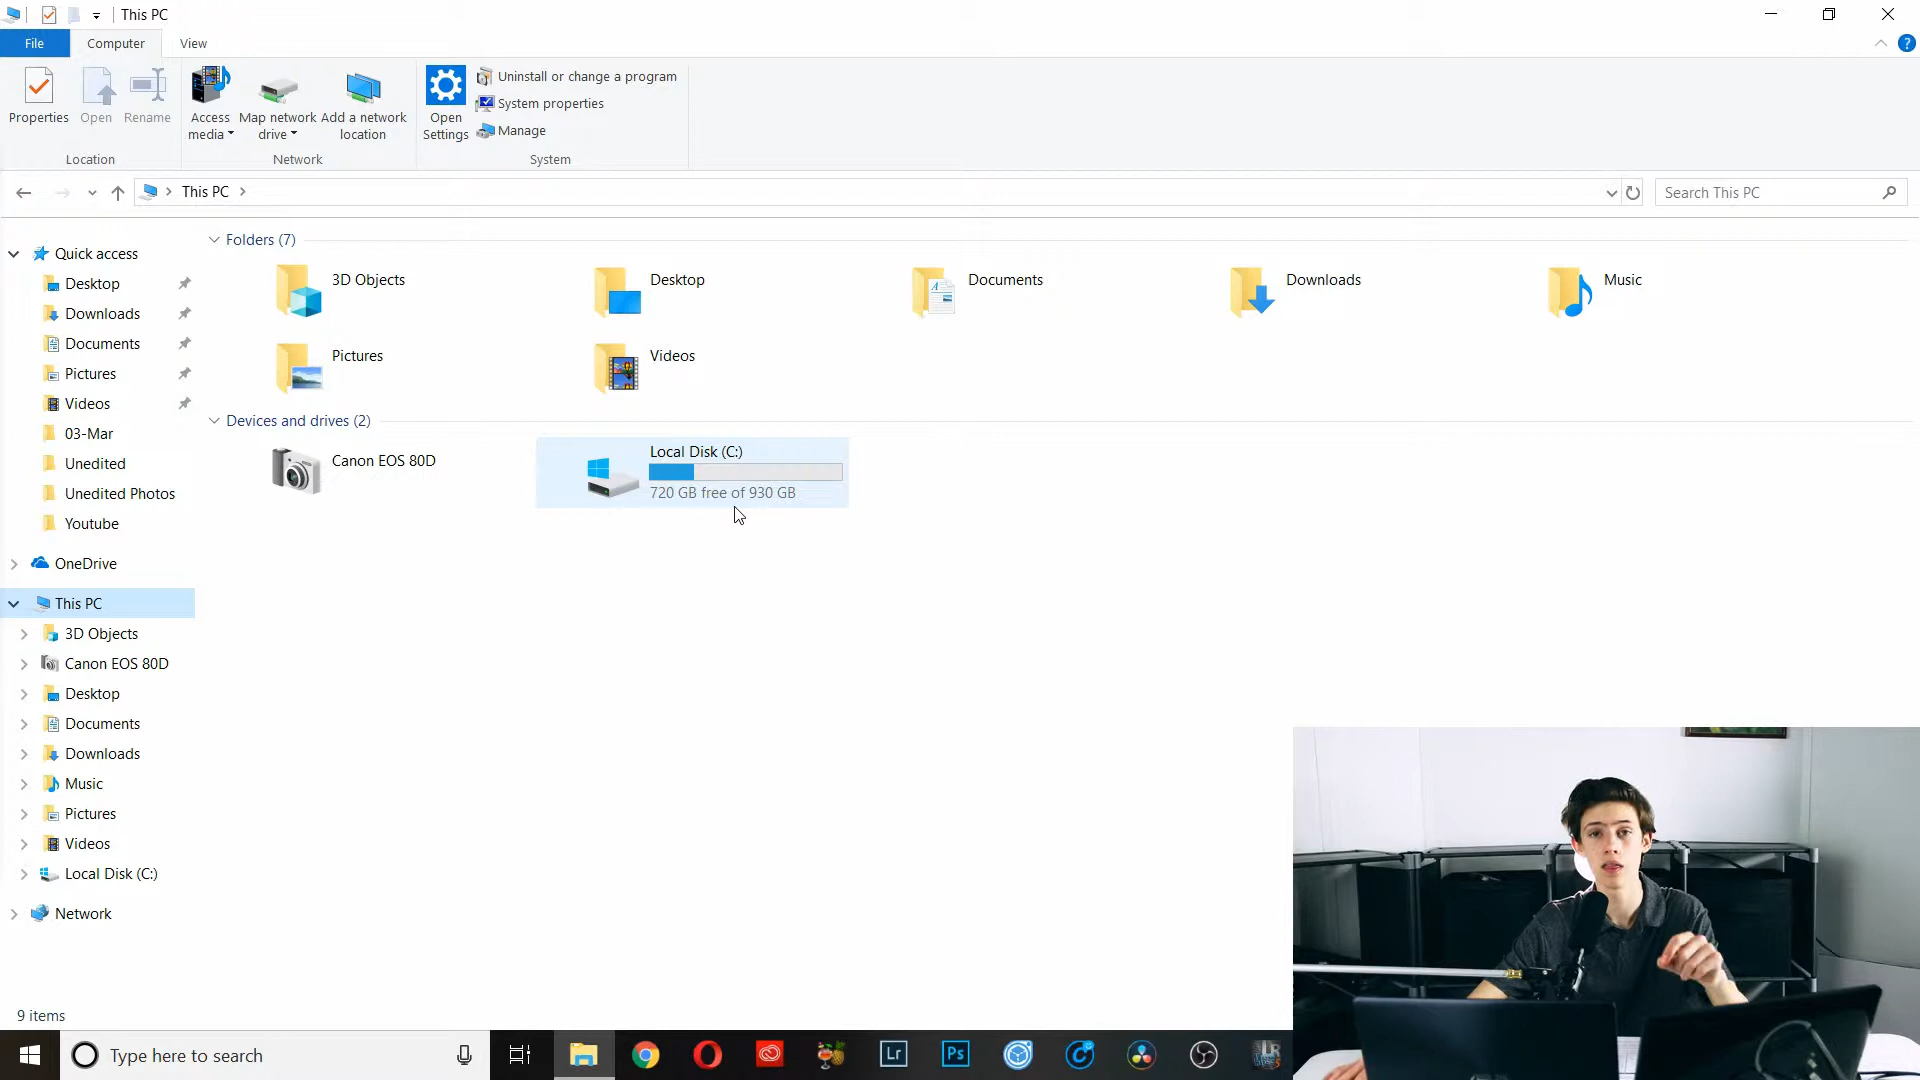 This PC
File
Computer
View
Properties
Open
Rename
Access media
Map network drive
Add a network location
Open Settings
Uninstall or change a program
System properties
Manage
Location
Network
System
This PC
Search This PC
Quick access
Desktop
Downloads
Documents
Pictures
Videos
03-Mar
Unedited
Unedited Photos
Youtube
OneDrive
This PC
3D Objects
Canon EOS 80D
Desktop
Documents
Downloads
Music
Pictures
Videos
Local Disk (C:)
Network
Folders (7)
3D Objects
Desktop
Documents
Downloads
Music
Pictures
Videos
Devices and drives (2)
Canon EOS 80D
Local Disk (C:)
720 GB free of 930 GB
9 items
Type here to search
Lr
Ps